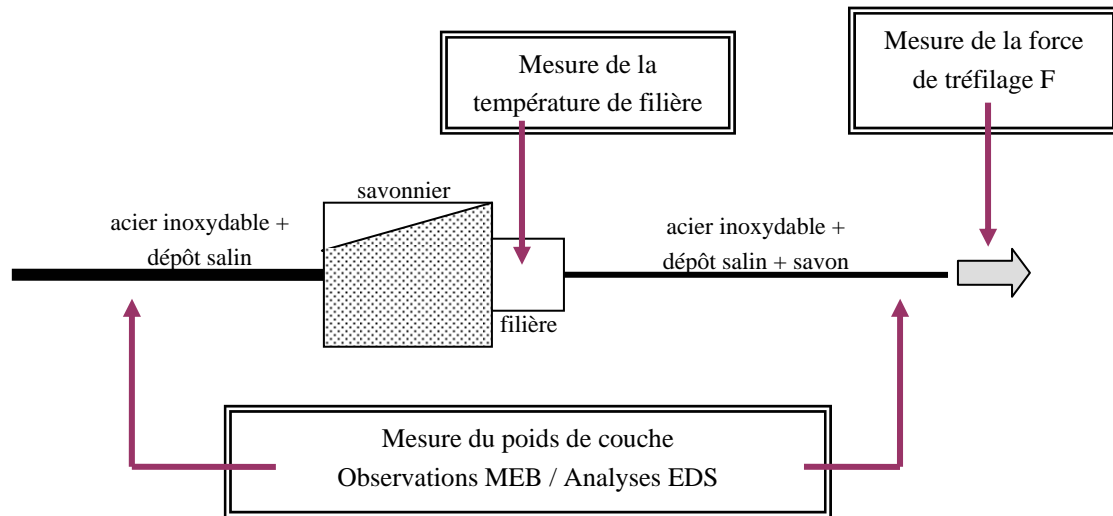 Mesure de la
température de filière
Mesure de la force
de tréfilage F
savonnier
acier inoxydable +
dépôt salin
acier inoxydable +
dépôt salin + savon
filière
Mesure du poids de couche
Observations MEB / Analyses EDS